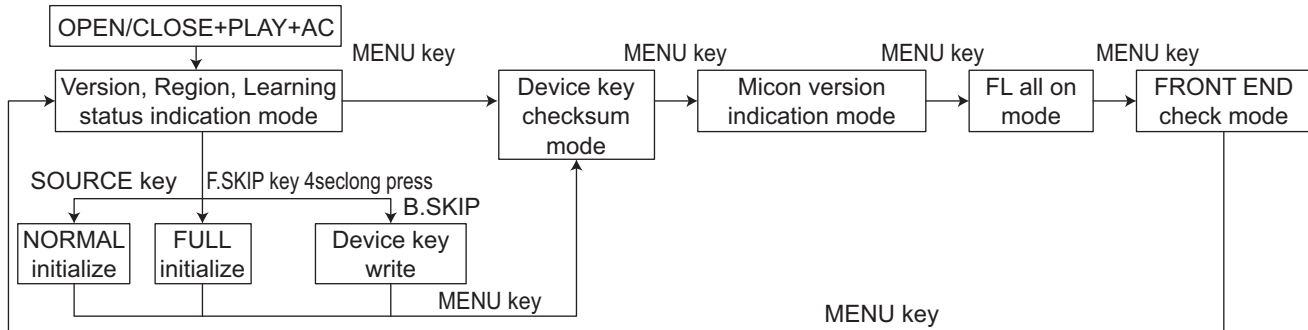 OPEN/CLOSE+PLAY+AC
MENU key
MENU key
MENU key
MENU key
Version, Region, Learning
status indication mode
Device key
checksum
mode
Micon version
indication mode
FL all on
mode
FRONT END
check mode
SOURCE key
F.SKIP key 4seclong press
B.SKIP
NORMAL
initialize
FULL
initialize
Device key
write
MENU key
MENU key